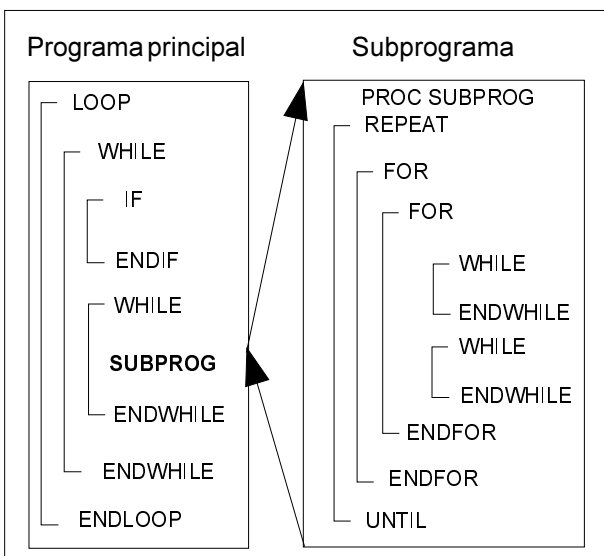 Programa principal
LOOP
WHILE
IF
ENDIF
WHILE
SUBPROG
ENDWHILE
ENDWHILE
ENDLOOP
Subprograma
PROC SUBPROG
REPEAT
FOR
FOR
WHILE
ENDWHILE
WHILE
ENDWHILE
ENDFOR
ENDFOR
UNTIL